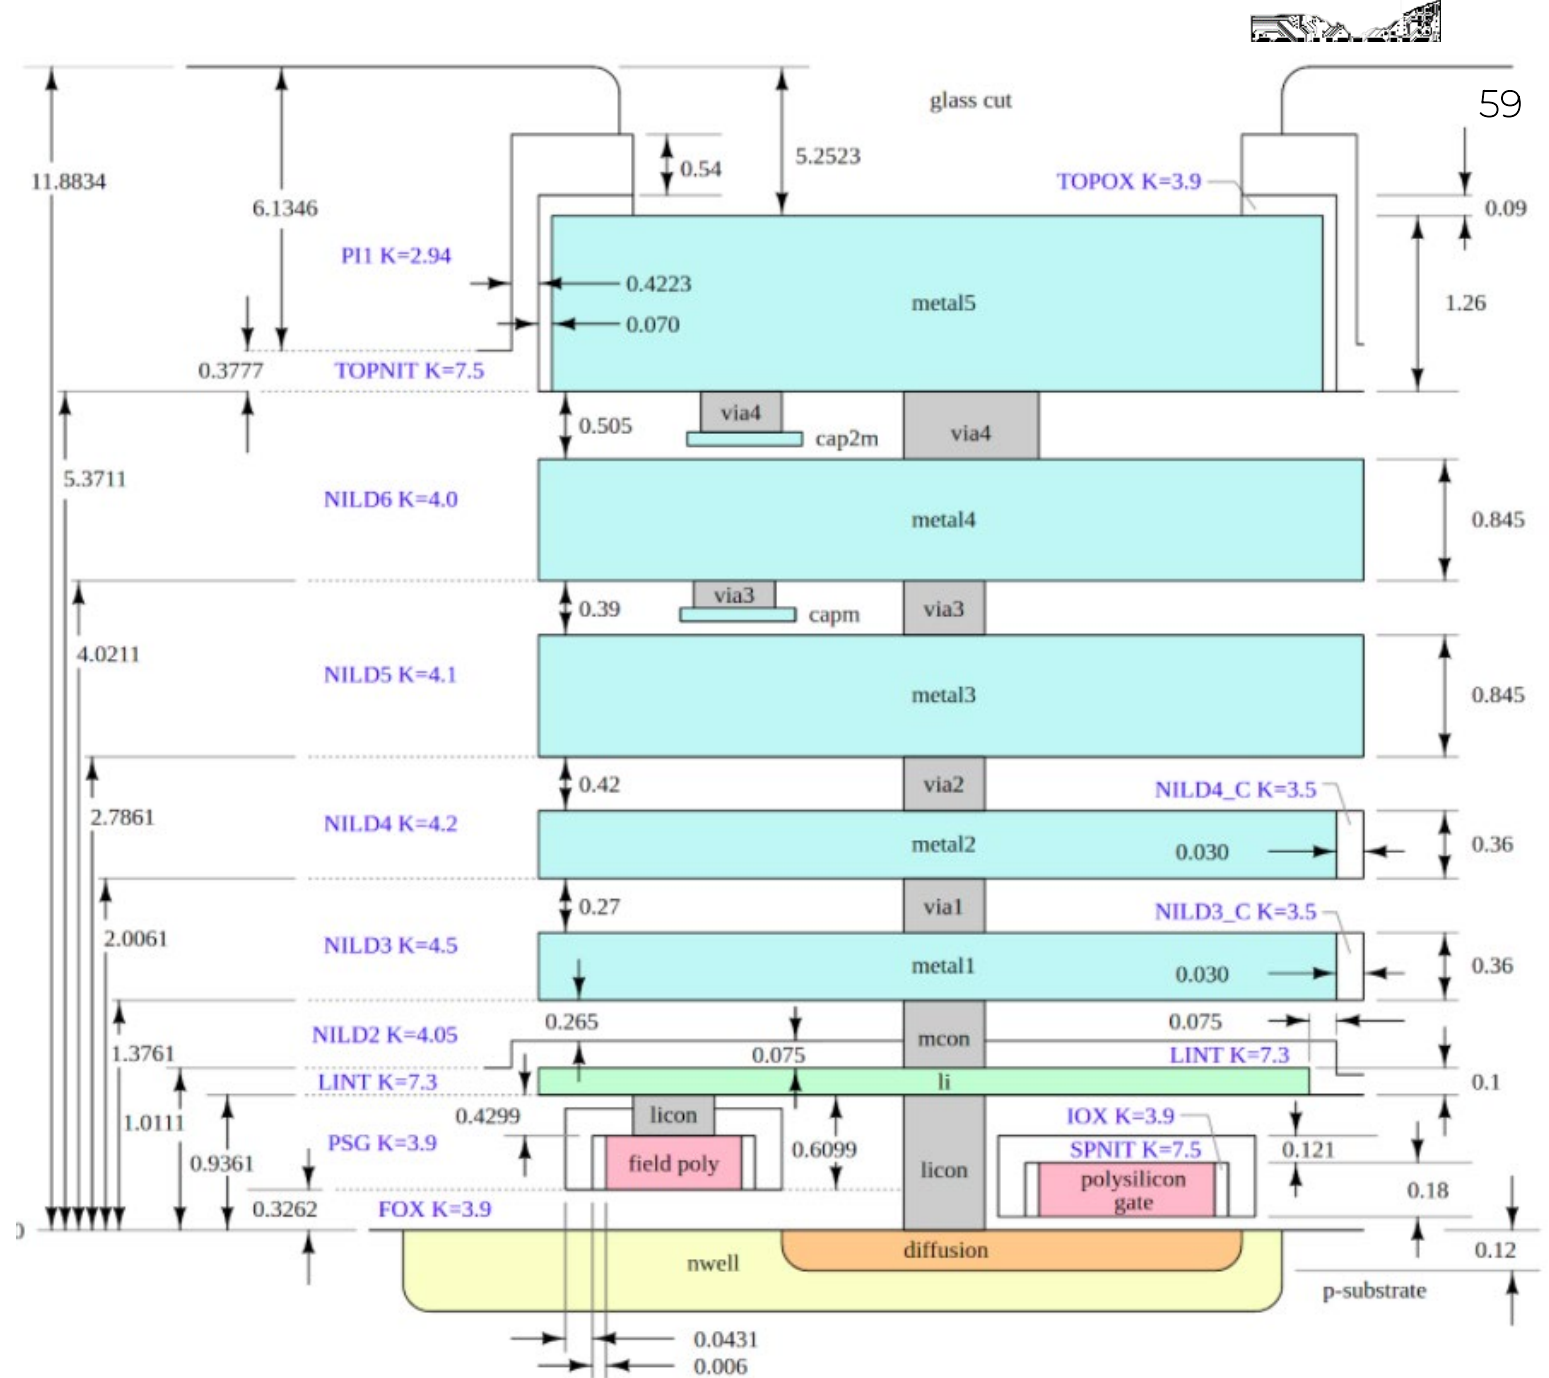 59
glass cut
0.54
5.2523
11.8834
TOPOX K=3.9
6.1346
0.09
PI1 K=2.94
0.4223
metal5
1.26
0.070
0.3777
TOPNIT K=7.5
via4
0.505
via4
cap2m
5.3711
NILD6 K=4.0
metal4
0.845
via3
0.39
via3
capm
4.0211
NILD5 K=4.1
metal3
0.845
0.42
via2
NILD4_C K=3.5
2.7861
NILD4 K=4.2
metal2
0.030
0.36
0.27
via1
NILD3_C K=3.5
2.0061
NILD3 K=4.5
metal1
0.030
0.36
0.265
0.075
NILD2 K=4.05
mcon
1.3761
0.075
LINT K=7.3
LINT K=7.3
li
0.1
0.4299
licon
IOX K=3.9
1.0111
PSG K=3.9
0.6099
SPNIT K=7.5
0.121
0.9361
field poly
licon
polysilicon
gate
0.18
0.3262
FOX K=3.9
0
nwell
diffusion
0.12
p-substrate
0.0431
0.006